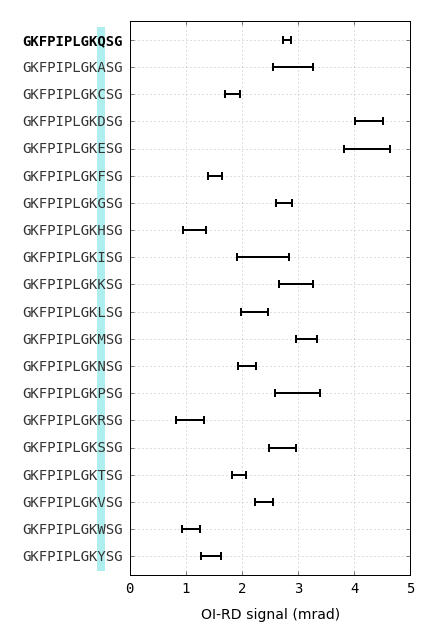 GKFPIPLGKQSG
GKFPIPLGKASG
GKFPIPLGKCSG
GKFPIPLGKDSG
GKFPIPLGKESG
GKFPIPLGKFSG
GKFPIPLGKGSG
GKFPIPLGKHSG
GKFPIPLGKISG
GKFPIPLGKKSG
GKFPIPLGKLSG
GKFPIPLGKMSG
GKFPIPLGKNSG
GKFPIPLGKPSG
GKFPIPLGKRSG
GKFPIPLGKSSG
GKFPIPLGKTSG
GKFPIPLGKVSG
GKFPIPLGKWSG
GKFPIPLGKYSG
0 1 2 3 4 5
OI-RD signal (mrad)